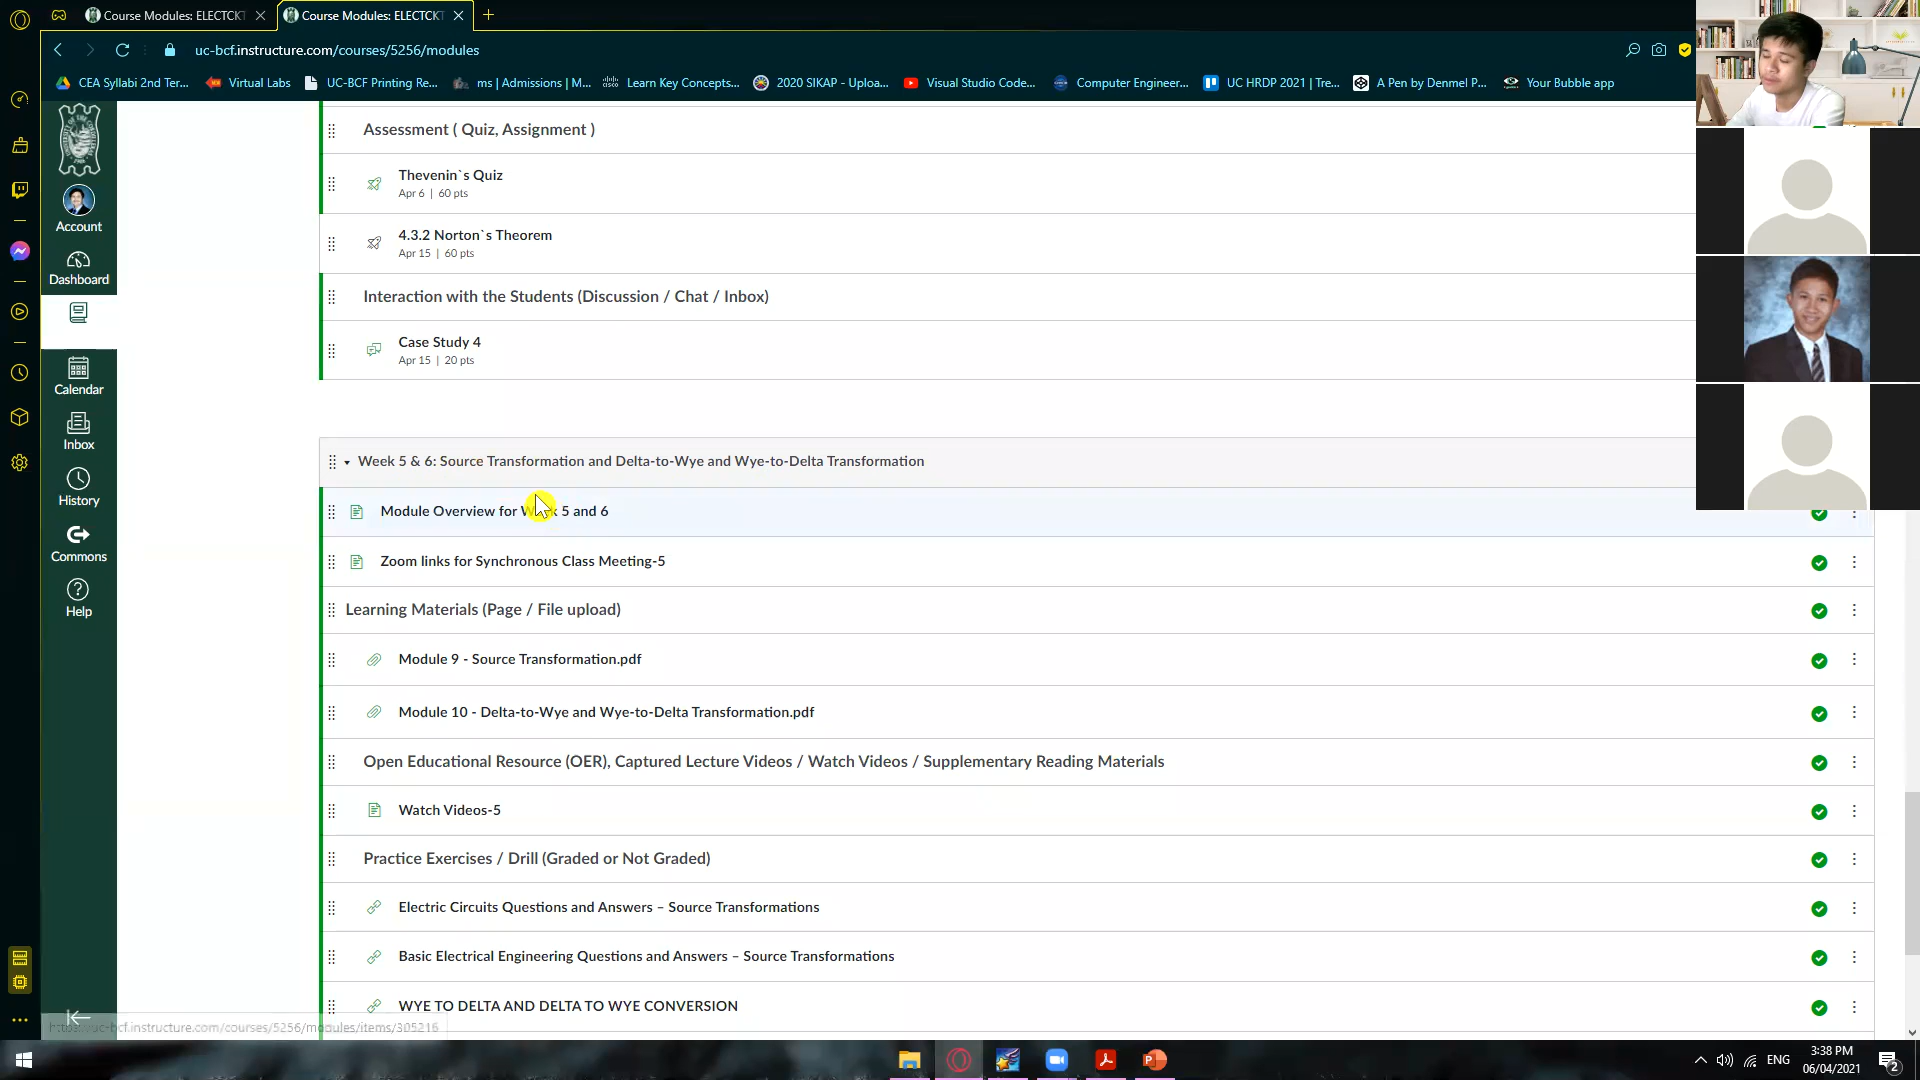 Course Modules: ELECTCKT
Course Modules: ELECTCKT
uc-bcf.instructure.com/courses/5256/modules
CEA Syllabi 2nd Ter...
Virtual Labs
UC-BCF Printing Re...
ms | Admissions | M...
Learn Key Concepts...
2020 SIKAP - Uploa...
Visual Studio Code...
Computer Engineer...
UC HRDP 2021 | Tre...
A Pen by Denmel P...
Your Bubble app
Account
Dashboard
Calendar
Inbox
History
Commons
Help
Assessment ( Quiz, Assignment )
Thevenin`s Quiz
Apr 6 | 60 pts
4.3.2 Norton`s Theorem
Apr 15 | 60 pts
Interaction with the Students (Discussion / Chat / Inbox)
Case Study 4
Apr 15 | 20 pts
Week 5 & 6: Source Transformation and Delta-to-Wye and Wye-to-Delta Transformation
Module Overview for Week 5 and 6
Zoom links for Synchronous Class Meeting-5
Learning Materials (Page / File upload)
Module 9 - Source Transformation.pdf
Module 10 - Delta-to-Wye and Wye-to-Delta Transformation.pdf
Open Educational Resource (OER), Captured Lecture Videos / Watch Videos / Supplementary Reading Materials
Watch Videos-5
Practice Exercises / Drill (Graded or Not Graded)
Electric Circuits Questions and Answers – Source Transformations
Basic Electrical Engineering Questions and Answers – Source Transformations
WYE TO DELTA AND DELTA TO WYE CONVERSION
https://uc-bcf.instructure.com/courses/5256/modules/items/305216
ENG
3:38 PM
06/04/2021
2